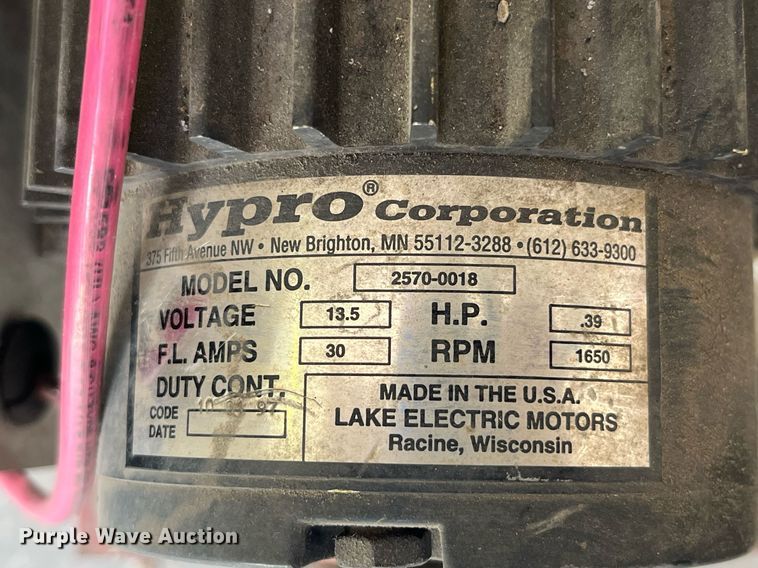 Hypro® Corporation
375 Fifth Avenue NW • New Brighton, MN 55112-3288 • (612) 633-9300
MODEL NO. 2570-0018
VOLTAGE 13.5 H.P. .39
F.L. AMPS 30 RPM 1650
DUTY CONT.
CODE DATE 10 97
MADE IN THE U.S.A.
LAKE ELECTRIC MOTORS
Racine, Wisconsin
Purple Wave Auction